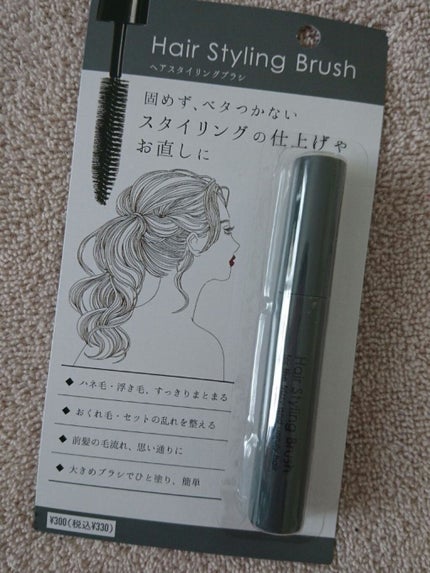 Hair Styling Brush
ヘアスタイリングブラシ
固めず、ベタつかない
スタイリングの仕上げや
お直しに
◆ ハネ毛・浮き毛、すっきりまとまる
◆ おくれ毛・セットの乱れを整える
◆ 前髪の毛流れ、思い通りに
◆ 大きめブラシでひと塗り、簡単
¥300(税込¥330)
Hair Styling Brush